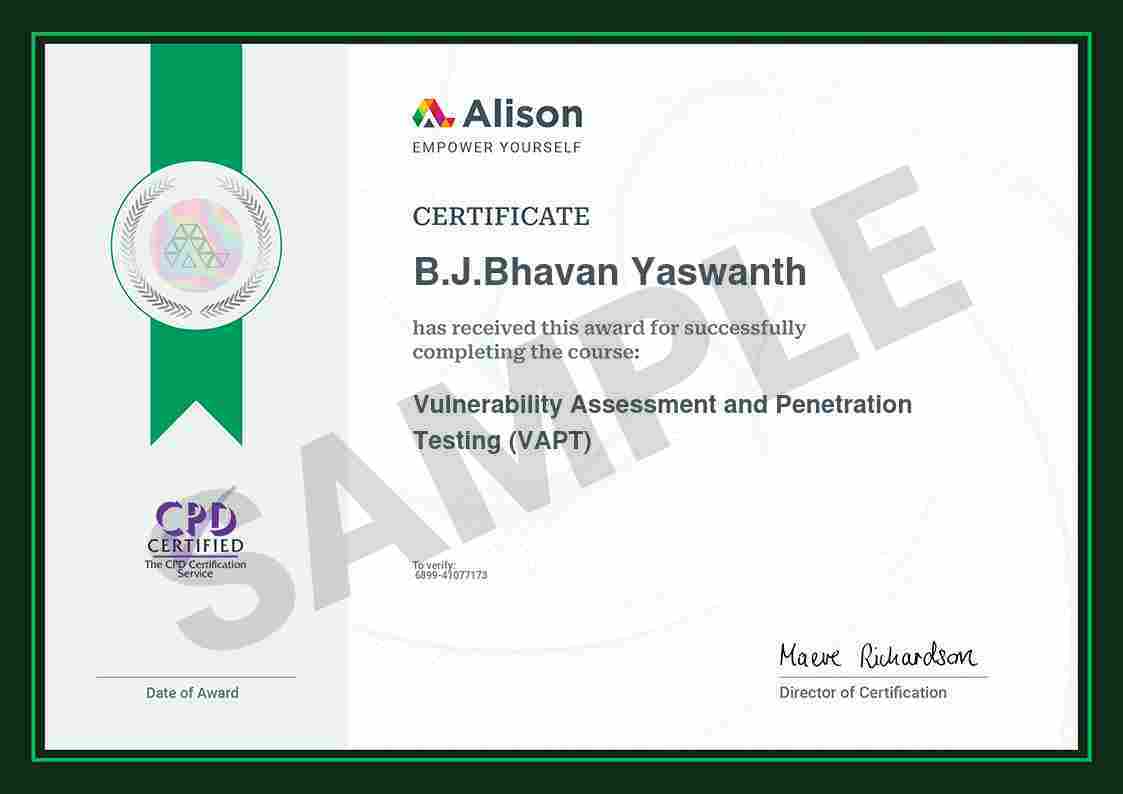 Alison
EMPOWER YOURSELF
CERTIFICATE
B.J.Bhavan Yaswanth
has received this award for successfully
completing the course:
Vulnerability Assessment and Penetration
Testing (VAPT)
SAMPLE
CPD
CERTIFIED
The CPD Certification
Service
To verify:
6899-41077173
Date of Award
Maeve Richardson
Director of Certification